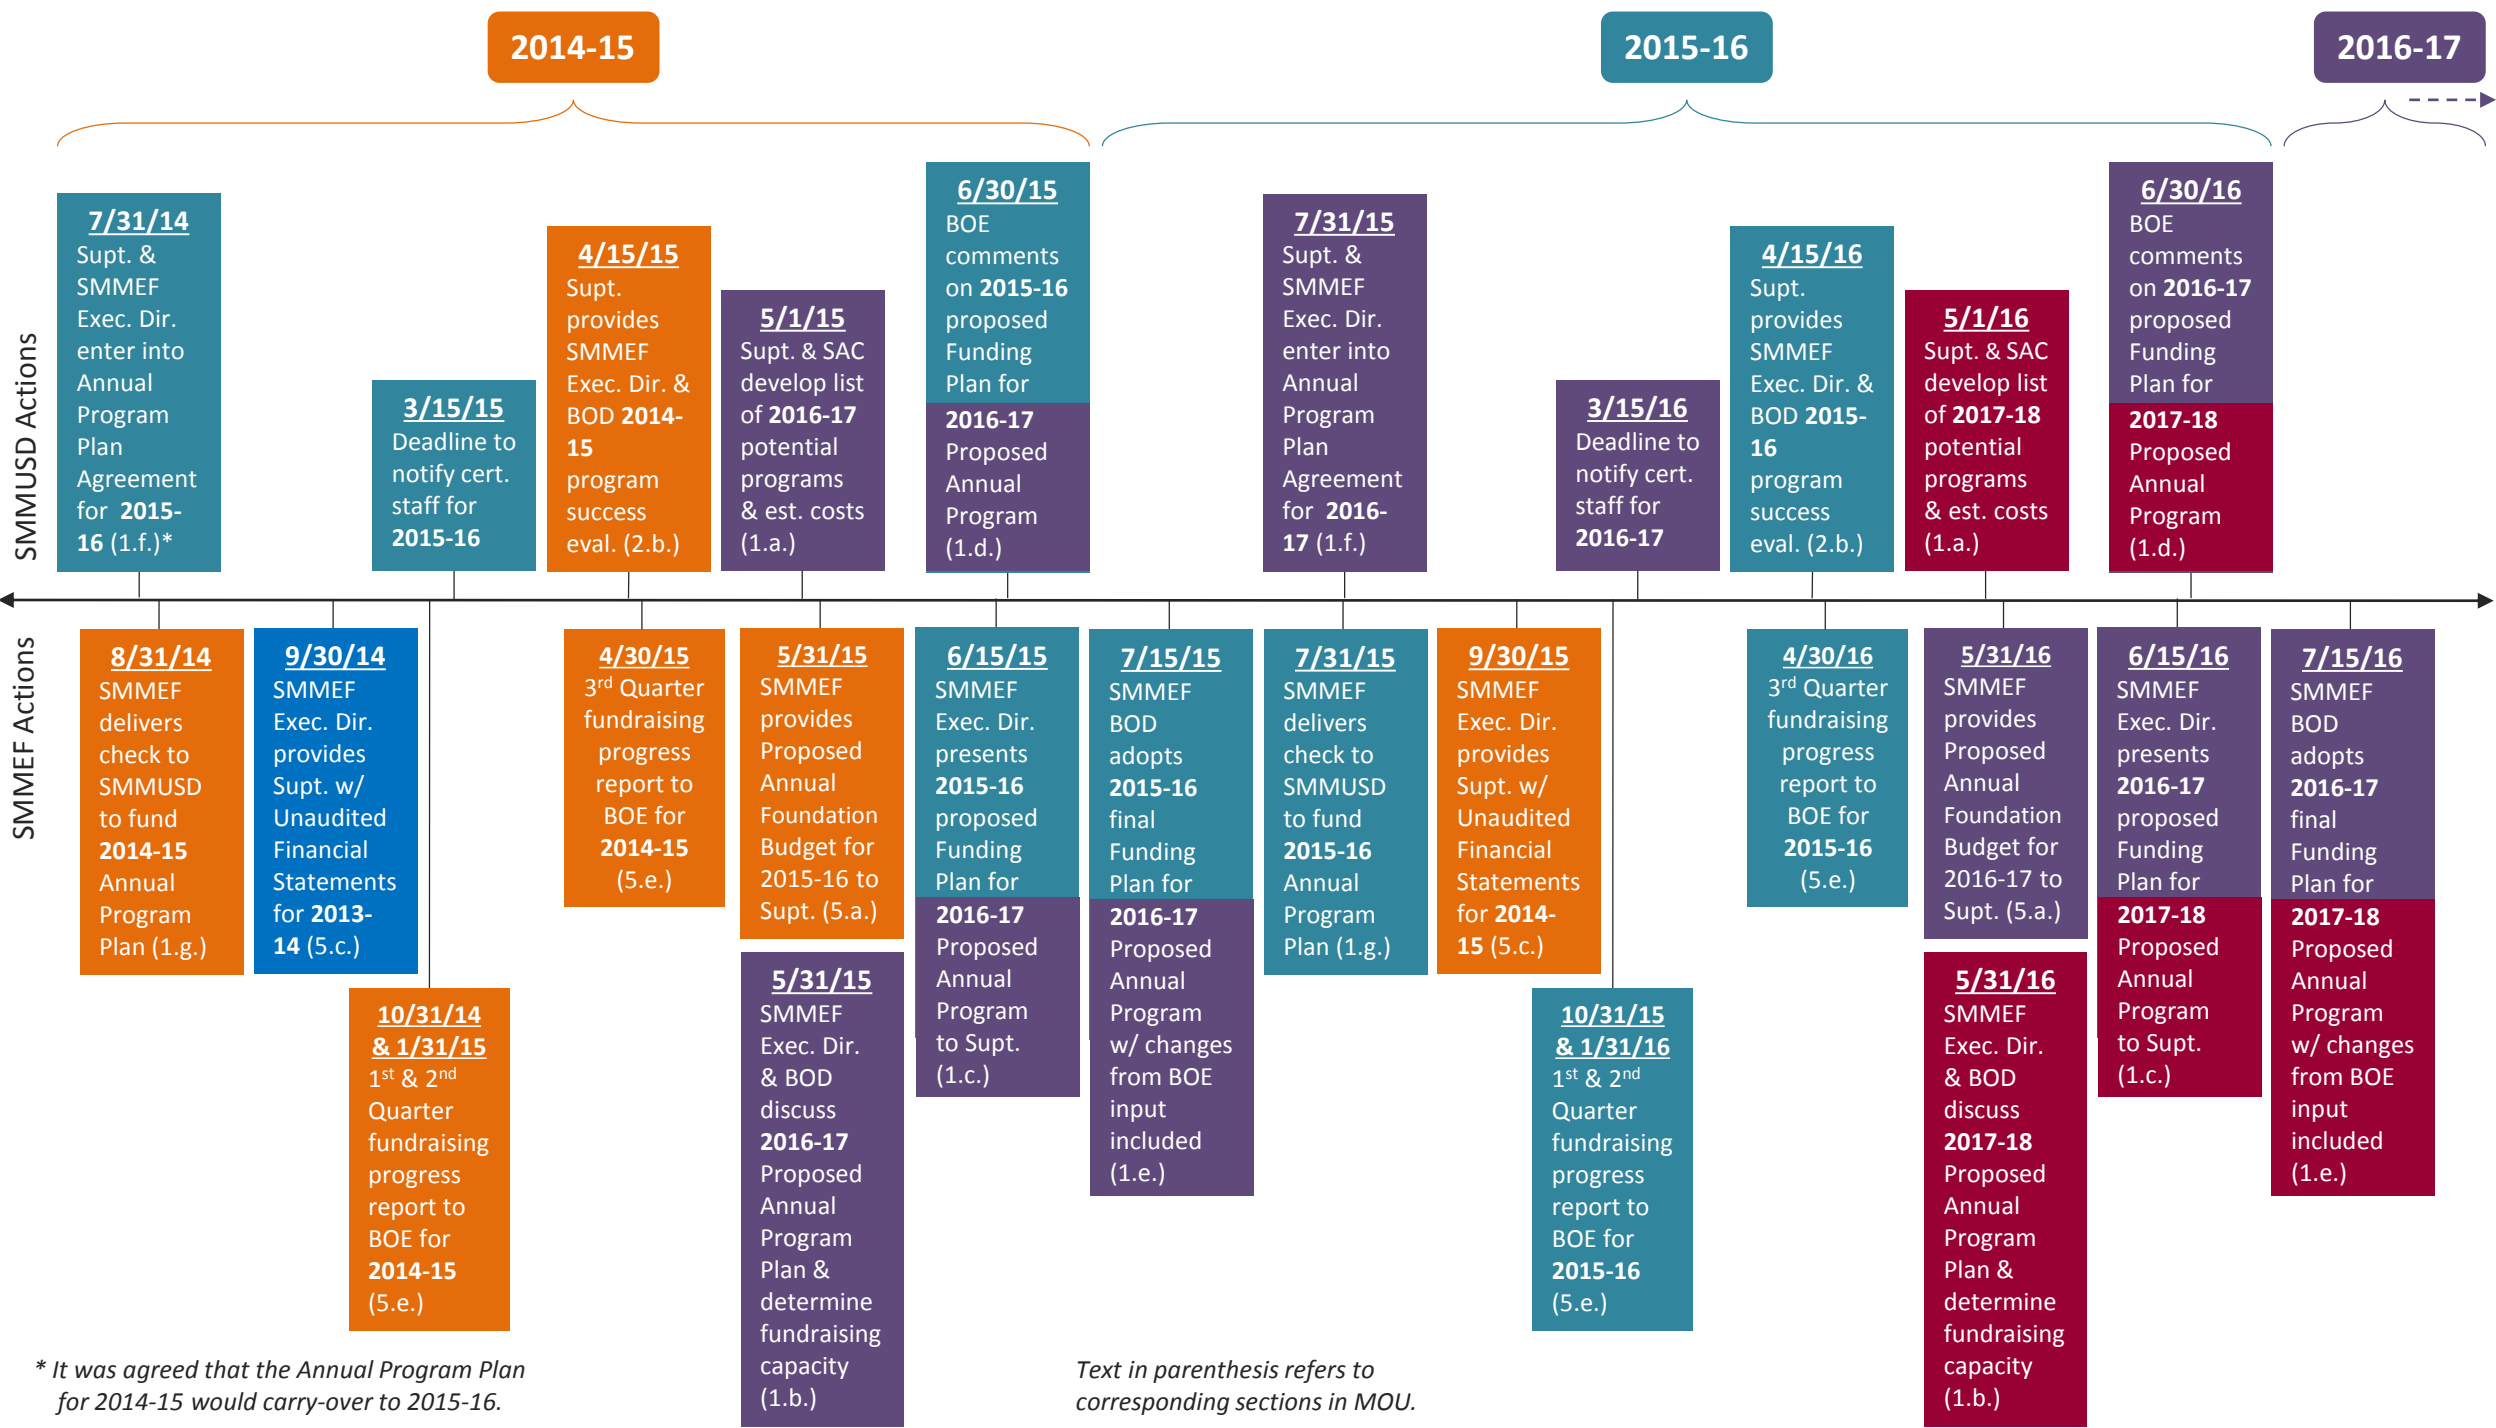 2014-15
2015-16
2016-17
SMMUSD Actions
7/31/14
Supt. &
SMMEF
Exec. Dir.
enter into
Annual
Program
Plan
Agreement
for 2015-
16 (1.f.)*
3/15/15
Deadline to
notify cert.
staff for
2015-16
4/15/15
Supt.
provides
SMMEF
Exec. Dir. &
BOD 2014-
15
program
success
eval. (2.b.)
5/1/15
Supt. & SAC
develop list
of 2016-17
potential
programs
& est. costs
(1.a.)
6/30/15
BOE
comments
on 2015-16
proposed
Funding
Plan for
2016-17
Proposed
Annual
Program
(1.d.)
7/31/15
Supt. &
SMMEF
Exec. Dir.
enter into
Annual
Program
Plan
Agreement
for 2016-
17 (1.f.)
3/15/16
Deadline to
notify cert.
staff for
2016-17
4/15/16
Supt.
provides
SMMEF
Exec. Dir. &
BOD 2015-
16
program
success
eval. (2.b.)
5/1/16
Supt. & SAC
develop list
of 2017-18
potential
programs
& est. costs
(1.a.)
6/30/16
BOE
comments
on 2016-17
proposed
Funding
Plan for
2017-18
Proposed
Annual
Program
(1.d.)
SMMEF Actions
8/31/14
SMMEF
delivers
check to
SMMUSD
to fund
2014-15
Annual
Program
Plan (1.g.)
9/30/14
SMMEF
Exec. Dir.
provides
Supt. w/
Unaudited
Financial
Statements
for 2013-
14 (5.c.)
10/31/14
& 1/31/15
1st & 2nd
Quarter
fundraising
progress
report to
BOE for
2014-15
(5.e.)
4/30/15
3rd Quarter
fundraising
progress
report to
BOE for
2014-15
(5.e.)
5/31/15
SMMEF
provides
Proposed
Annual
Foundation
Budget for
2015-16 to
Supt. (5.a.)
5/31/15
SMMEF
Exec. Dir.
& BOD
discuss
2016-17
Proposed
Annual
Program
Plan &
determine
fundraising
capacity
(1.b.)
6/15/15
SMMEF
Exec. Dir.
presents
2015-16
proposed
Funding
Plan for
2016-17
Proposed
Annual
Program
to Supt.
(1.c.)
7/15/15
SMMEF
BOD
adopts
2015-16
final
Funding
Plan for
2016-17
Proposed
Annual
Program
w/ changes
from BOE
input
included
(1.e.)
7/31/15
SMMEF
delivers
check to
SMMUSD
to fund
2015-16
Annual
Program
Plan (1.g.)
9/30/15
SMMEF
Exec. Dir.
provides
Supt. w/
Unaudited
Financial
Statements
for 2014-
15 (5.c.)
10/31/15
& 1/31/16
1st & 2nd
Quarter
fundraising
progress
report to
BOE for
2015-16
(5.e.)
4/30/16
3rd Quarter
fundraising
progress
report to
BOE for
2015-16
(5.e.)
5/31/16
SMMEF
provides
Proposed
Annual
Foundation
Budget for
2016-17 to
Supt. (5.a.)
5/31/16
SMMEF
Exec. Dir.
& BOD
discuss
2017-18
Proposed
Annual
Program
Plan &
determine
fundraising
capacity
(1.b.)
6/15/16
SMMEF
Exec. Dir.
presents
2016-17
proposed
Funding
Plan for
2017-18
Proposed
Annual
Program
to Supt.
(1.c.)
7/15/16
SMMEF
BOD
adopts
2016-17
final
Funding
Plan for
2017-18
Proposed
Annual
Program
w/ changes
from BOE
input
included
(1.e.)
* It was agreed that the Annual Program Plan
for 2014-15 would carry-over to 2015-16.
Text in parenthesis refers to
corresponding sections in MOU.